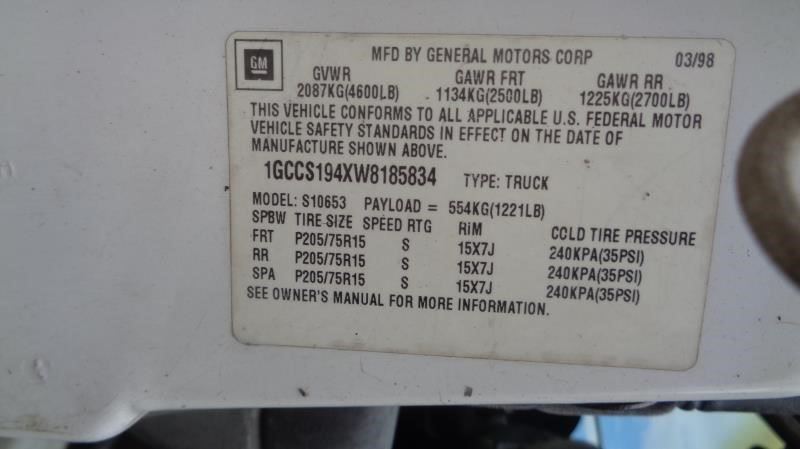 GM
MFD BY GENERAL MOTORS CORP 03/98
GVWR GAWR FRT GAWR RR
2087KG(4600LB) 1134KG(2500LB) 1225KG(2700LB)
THIS VEHICLE CONFORMS TO ALL APPLICABLE U.S. FEDERAL MOTOR
VEHICLE SAFETY STANDARDS IN EFFECT ON THE DATE OF
MANUFACTURE SHOWN ABOVE.
1GCCS194XW8185834 TYPE: TRUCK
MODEL: S10653 PAYLOAD = 554KG(1221LB)
SPBW TIRE SIZE SPEED RTG RIM COLD TIRE PRESSURE
FRT P205/75R15 S 15X7J 240KPA(35PSI)
RR P205/75R15 S 15X7J 240KPA(35PSI)
SPA P205/75R15 S 15X7J 240KPA(35PSI)
SEE OWNER'S MANUAL FOR MORE INFORMATION.